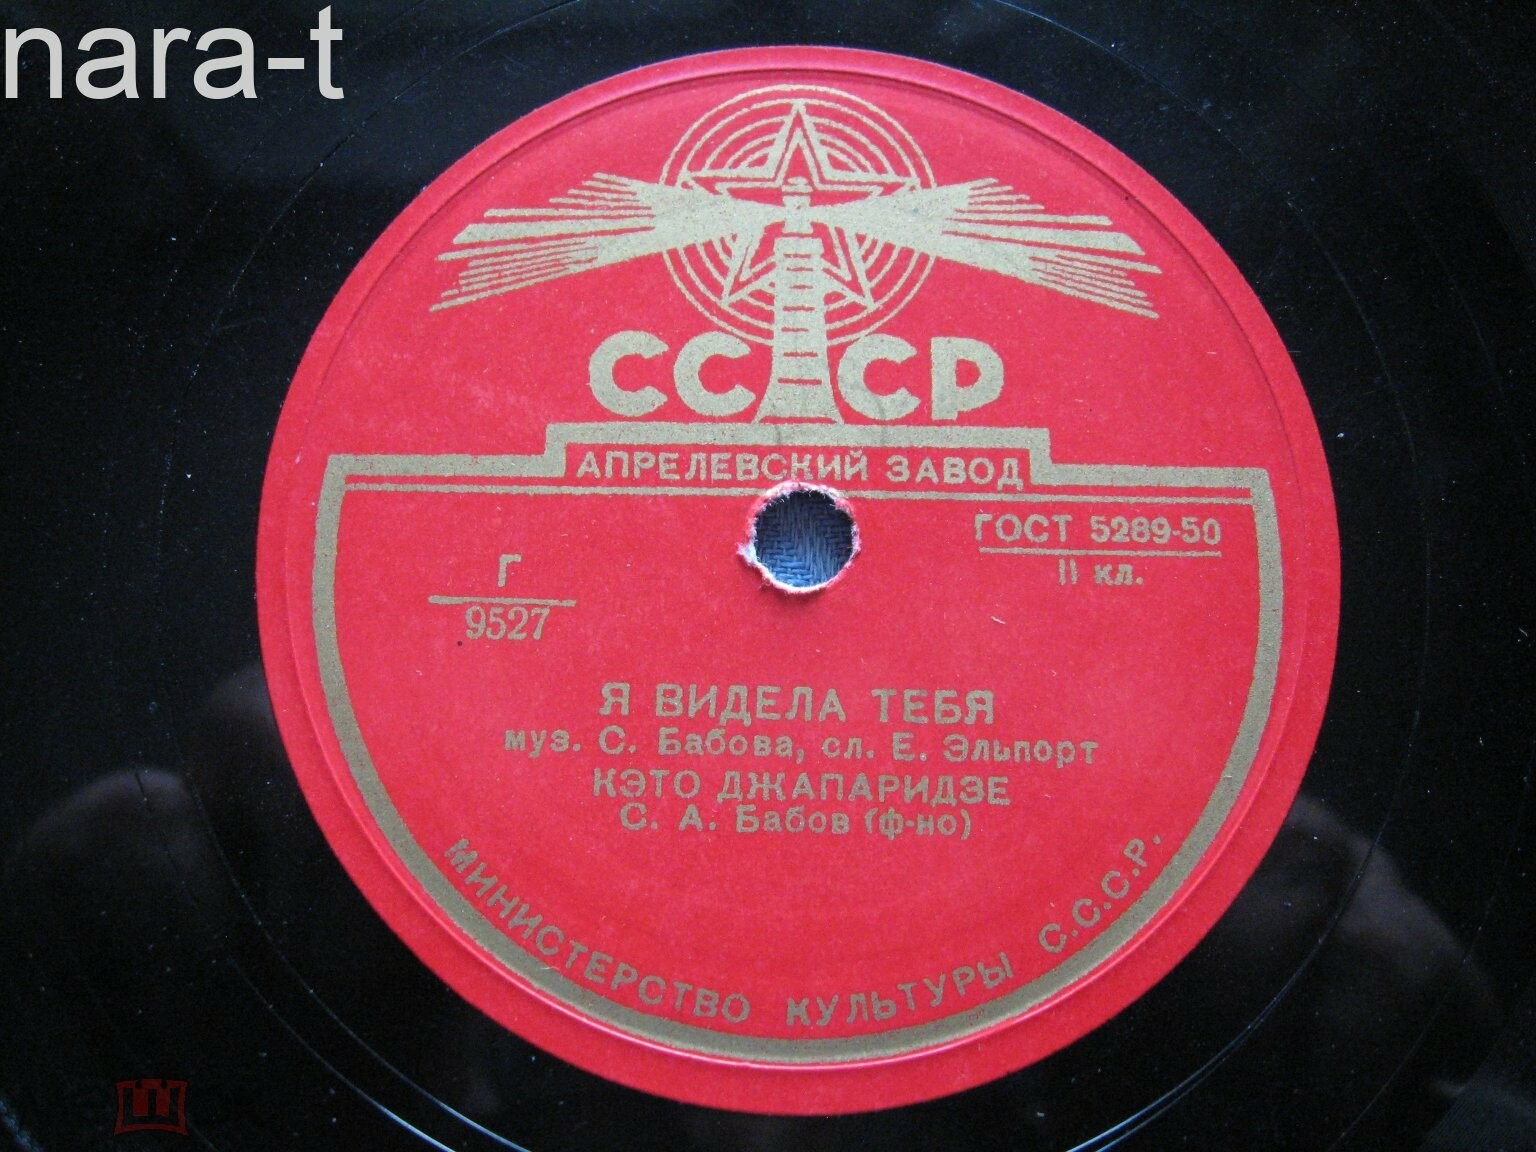 nara-t
СССР
АПРЕЛЕВСКИЙ ЗАВОД
ГОСТ 5289-50
II кл.
Г
9527
Я ВИДЕЛА ТЕБЯ
муз. С. Бабова, сл. Е. Эльпорт
КЭТО ДЖАПАРИДЗЕ
С. А. Бабов (ф-но)
МИНИСТЕРСТВО КУЛЬТУРЫ С.С.С.Р.